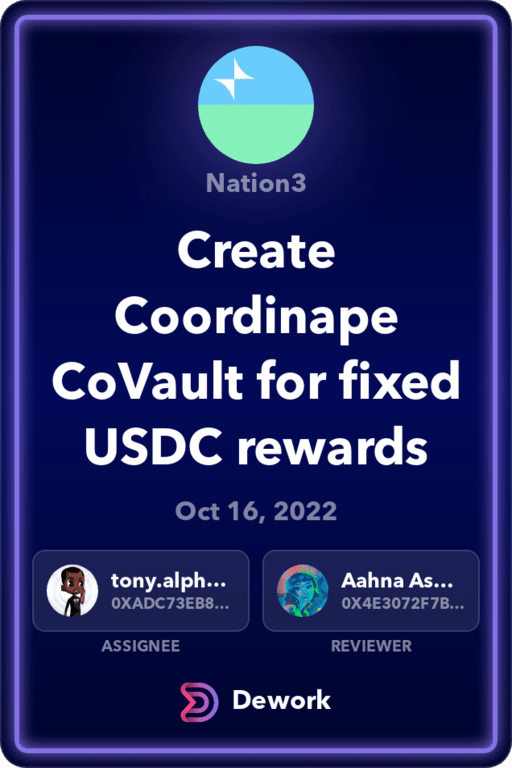 Nation3
Create
Coordinape
CoVault for fixed
USDC rewards
Oct 16, 2022
tony.alph...
0XADC73EB8...
Aahna As...
0X4E3072F7B...
ASSIGNEE
REVIEWER
Dework